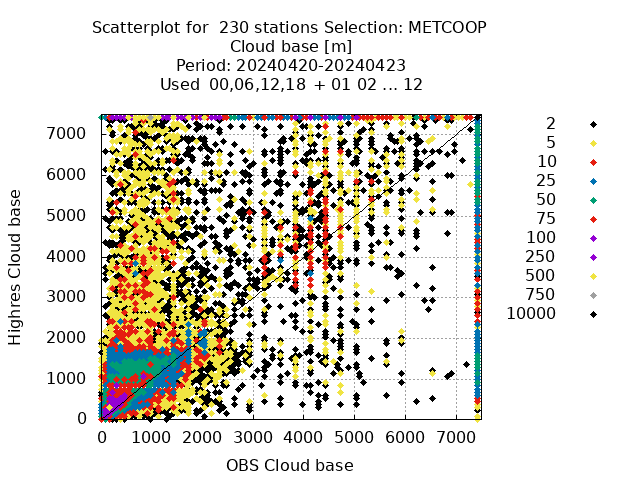 Scatterplot for  230 stations Selection: METCOOP
Cloud base [m]
Period: 20240420-20240423
Used  00,06,12,18 + 01 02 ... 12
Highres Cloud base
7000
6000
5000
4000
3000
2000
1000
0
0 1000 2000 3000 4000 5000 6000 7000
OBS Cloud base
2
5
10
25
50
75
100
250
500
750
10000